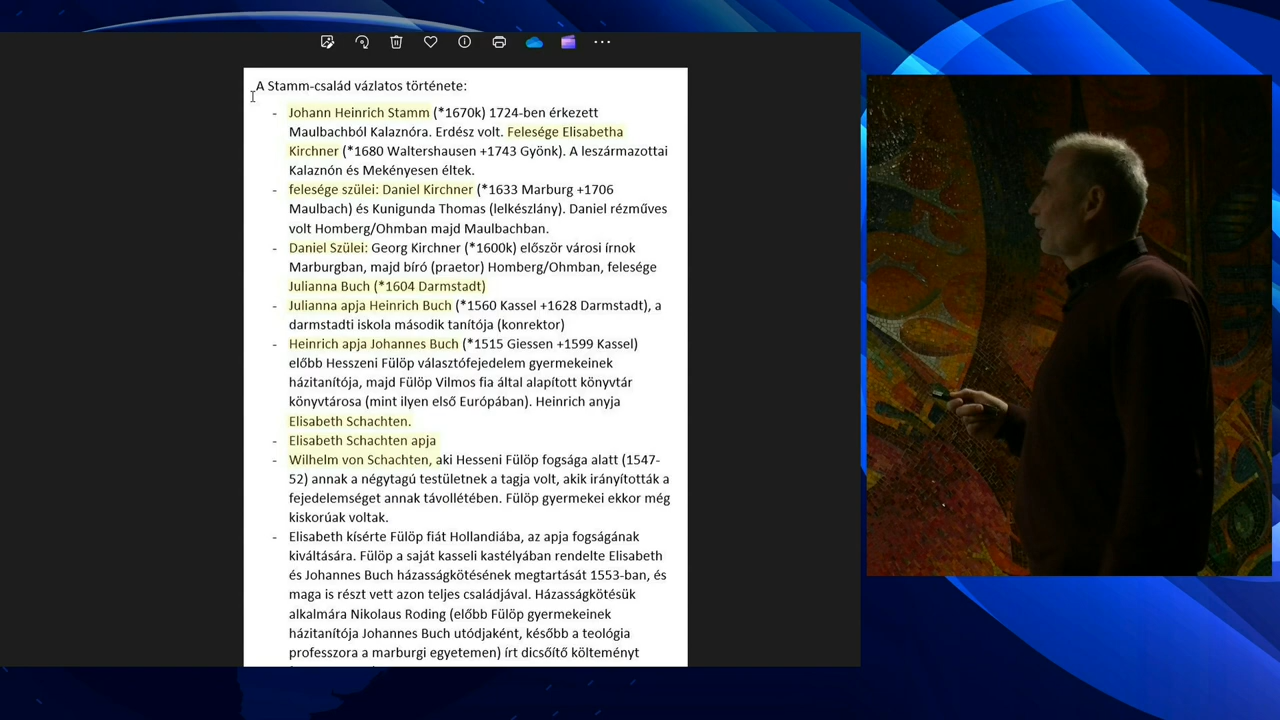 A Stamm-család vázlatos története:
- Johann Heinrich Stamm (*1670k) 1724-ben érkezett
Maulbachból Kalaznóra. Erdész volt. Felesége Elisabetha
Kirchner (*1680 Waltershausen +1743 Gyönk). A leszármazottai
Kalaznón és Mekényesen éltek.
- felesége szülei: Daniel Kirchner (*1633 Marburg +1706
Maulbach) és Kunigunda Thomas (lelkészlány). Daniel rézműves
volt Homberg/Ohmban majd Maulbachban.
- Daniel Szülei: Georg Kirchner (*1600k) először városi írnok
Marburgban, majd bíró (praetor) Homberg/Ohmban, felesége
Julianna Buch (*1604 Darmstadt)
- Julianna apja Heinrich Buch (*1560 Kassel +1628 Darmstadt), a
darmstadti iskola második tanítója (konrektor)
- Heinrich apja Johannes Buch (*1515 Giessen +1599 Kassel)
előbb Hesszeni Fülöp választófejedelem gyermekeinek
házitanítója, majd Fülöp Vilmos fia által alapított könyvtár
könyvtárosa (mint ilyen első Európában). Heinrich anyja
Elisabeth Schachten.
- Elisabeth Schachten apja
- Wilhelm von Schachten, aki Hesseni Fülöp fogsága alatt (1547-
52) annak a négytagú testületnek a tagja volt, akik irányították a
fejedelemséget annak távollétében. Fülöp gyermekei ekkor még
kiskorúak voltak.
- Elisabeth kísérte Fülöp fiát Hollandiába, az apja fogságának
kiváltására. Fülöp a saját kasseli kastélyában rendelte Elisabeth
és Johannes Buch házasságkötésének megtartását 1553-ban, és
maga is részt vett azon teljes családjával. Házasságkötésük
alkalmára Nikolaus Roding (előbb Fülöp gyermekeinek
házitanítója Johannes Buch utódjaként, később a teológia
professzora a marburgi egyetemen) írt dicsőítő költeményt